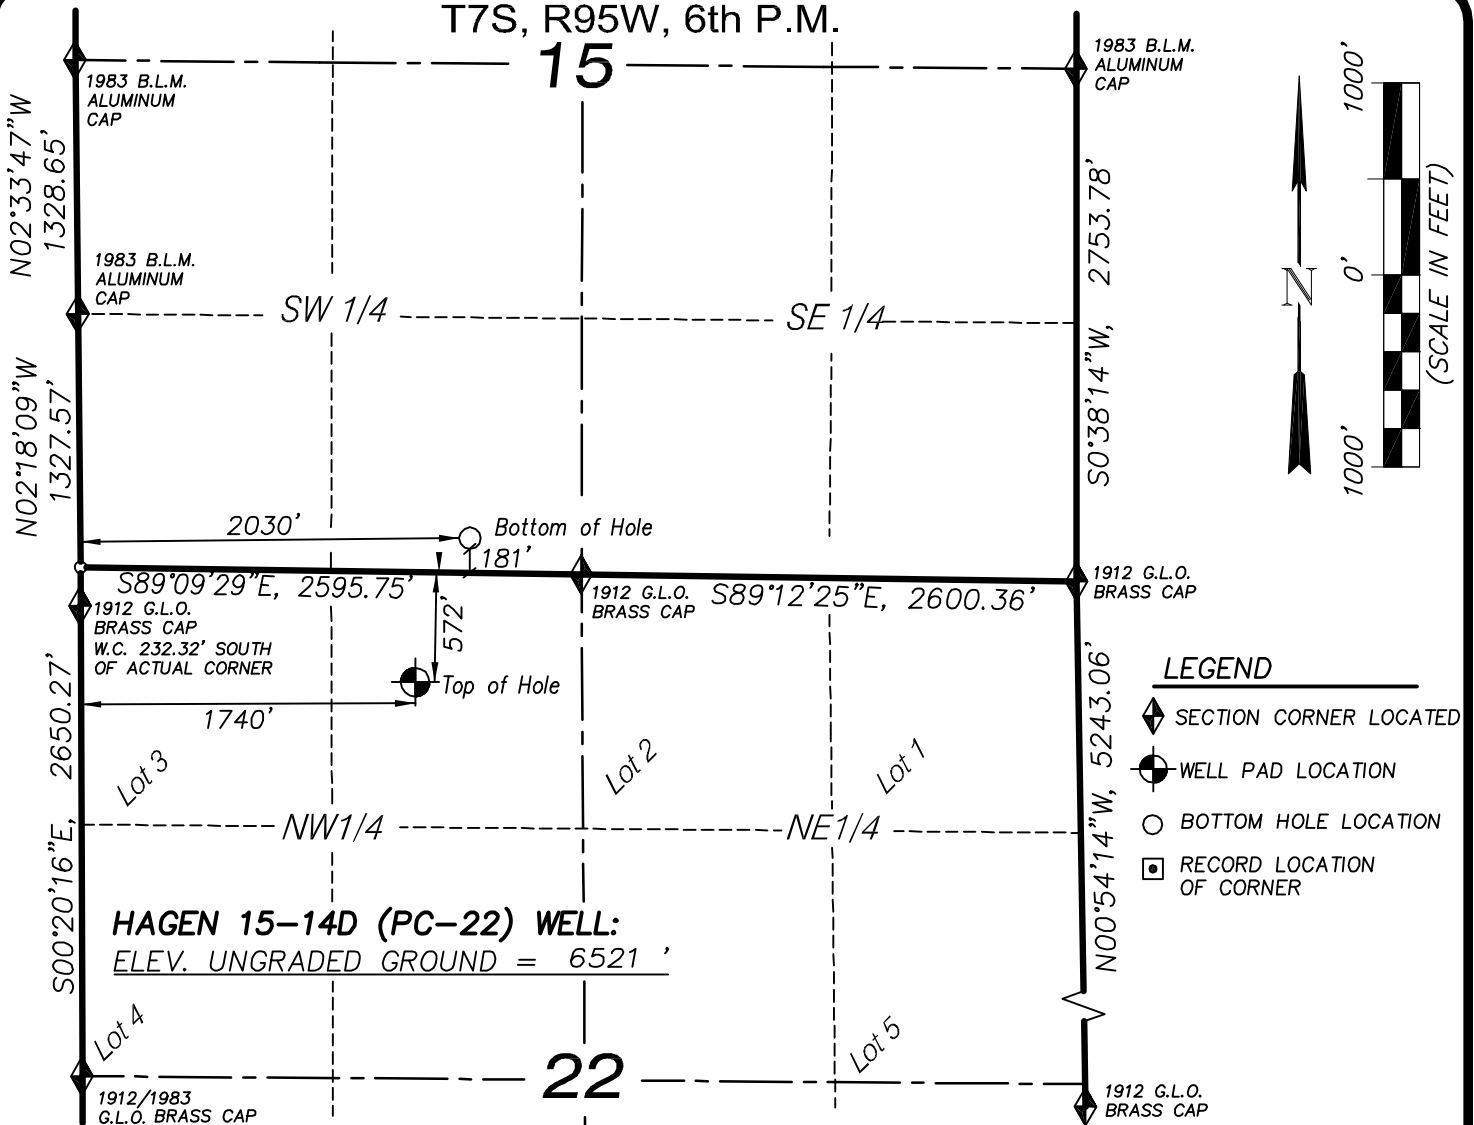 T7S, R95W, 6th P.M.
15
1983 B.L.M.
ALUMINUM
CAP
1983 B.L.M.
ALUMINUM
CAP
N02°33'47"W
1328.65'
S0°38'14"W, 2753.78'
1000'
0'
1000'
(SCALE IN FEET)
N
1983 B.L.M.
ALUMINUM
CAP
SW 1/4
SE 1/4
N02°18'09"W
1327.57'
2030'
Bottom of Hole
181'
S89°09'29"E, 2595.75'
1912 G.L.O.
BRASS CAP
S89°12'25"E, 2600.36'
1912 G.L.O.
BRASS CAP
1912 G.L.O.
BRASS CAP
W.C. 232.32' SOUTH
OF ACTUAL CORNER
572'
Top of Hole
1740'
S00°20'16"E, 2650.27'
N00°54'14"W, 5243.06'
LEGEND
SECTION CORNER LOCATED
WELL PAD LOCATION
BOTTOM HOLE LOCATION
RECORD LOCATION
OF CORNER
Lot 3
Lot 2
Lot 1
NW1/4
NE1/4
HAGEN 15-14D (PC-22) WELL:
ELEV. UNGRADED GROUND = 6521 '
Lot 4
Lot 5
22
1912/1983
G.L.O. BRASS CAP
1912 G.L.O.
BRASS CAP